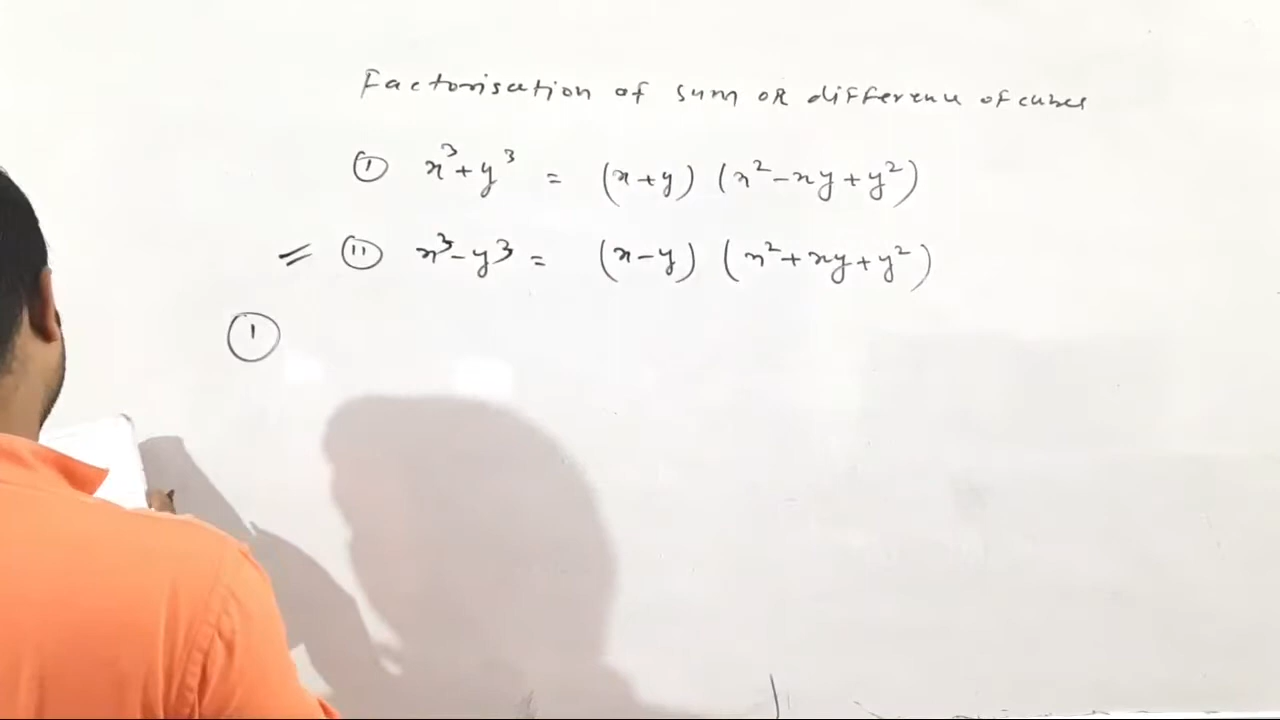 Factorisation of sum OR difference of cubes
(I) x³+y³ = (x+y) (x²-xy+y²)
= (II) x³-y³ = (x-y) (x²+xy+y²)
(1)